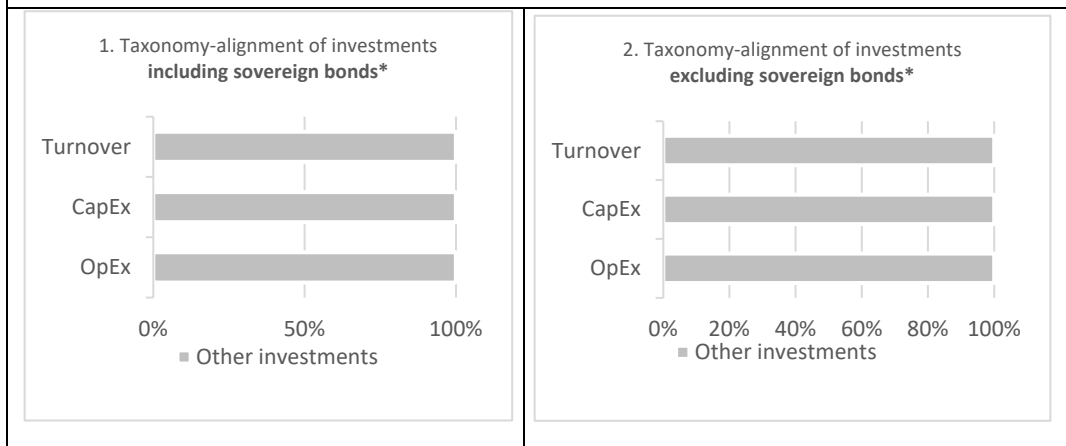 1. Taxonomy-alignment of investments
including sovereign bonds*
Turnover
CapEx
OpEx
0% 50% 100%
Other investments
2. Taxonomy-alignment of investments
excluding sovereign bonds*
Turnover
CapEx
OpEx
0% 20% 40% 60% 80% 100%
Other investments